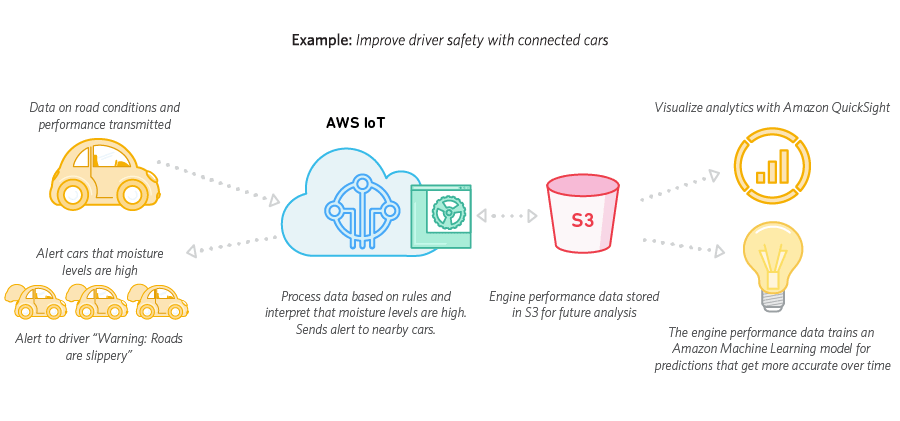 Example: Improve driver safety with connected cars
Data on road conditions and
performance transmitted
AWS IoT
Visualize analytics with Amazon QuickSight
S3
Alert cars that moisture
levels are high
Process data based on rules and
interpret that moisture levels are high.
Sends alert to nearby cars.
Engine performance data stored
in S3 for future analysis
Alert to driver “Warning: Roads
are slippery”
The engine performance data trains an
Amazon Machine Learning model for
predictions that get more accurate over time